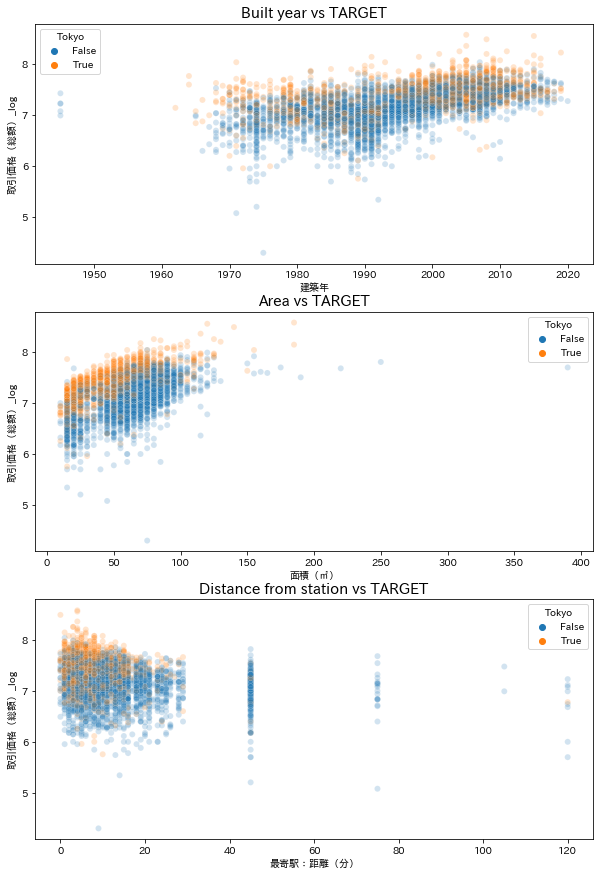 Built year vs TARGET
Tokyo
False
True
8
7
6
5
取引価格（総額）_log
1950
1960
1970
1980
1990
2000
2010
2020
建築年
Area vs TARGET
Tokyo
False
True
8
7
6
5
取引価格（総額）_log
0
50
100
150
200
250
300
350
400
面積（㎡）
Distance from station vs TARGET
Tokyo
False
True
8
7
6
5
取引価格（総額）_log
0
20
40
60
80
100
120
最寄駅：距離（分）